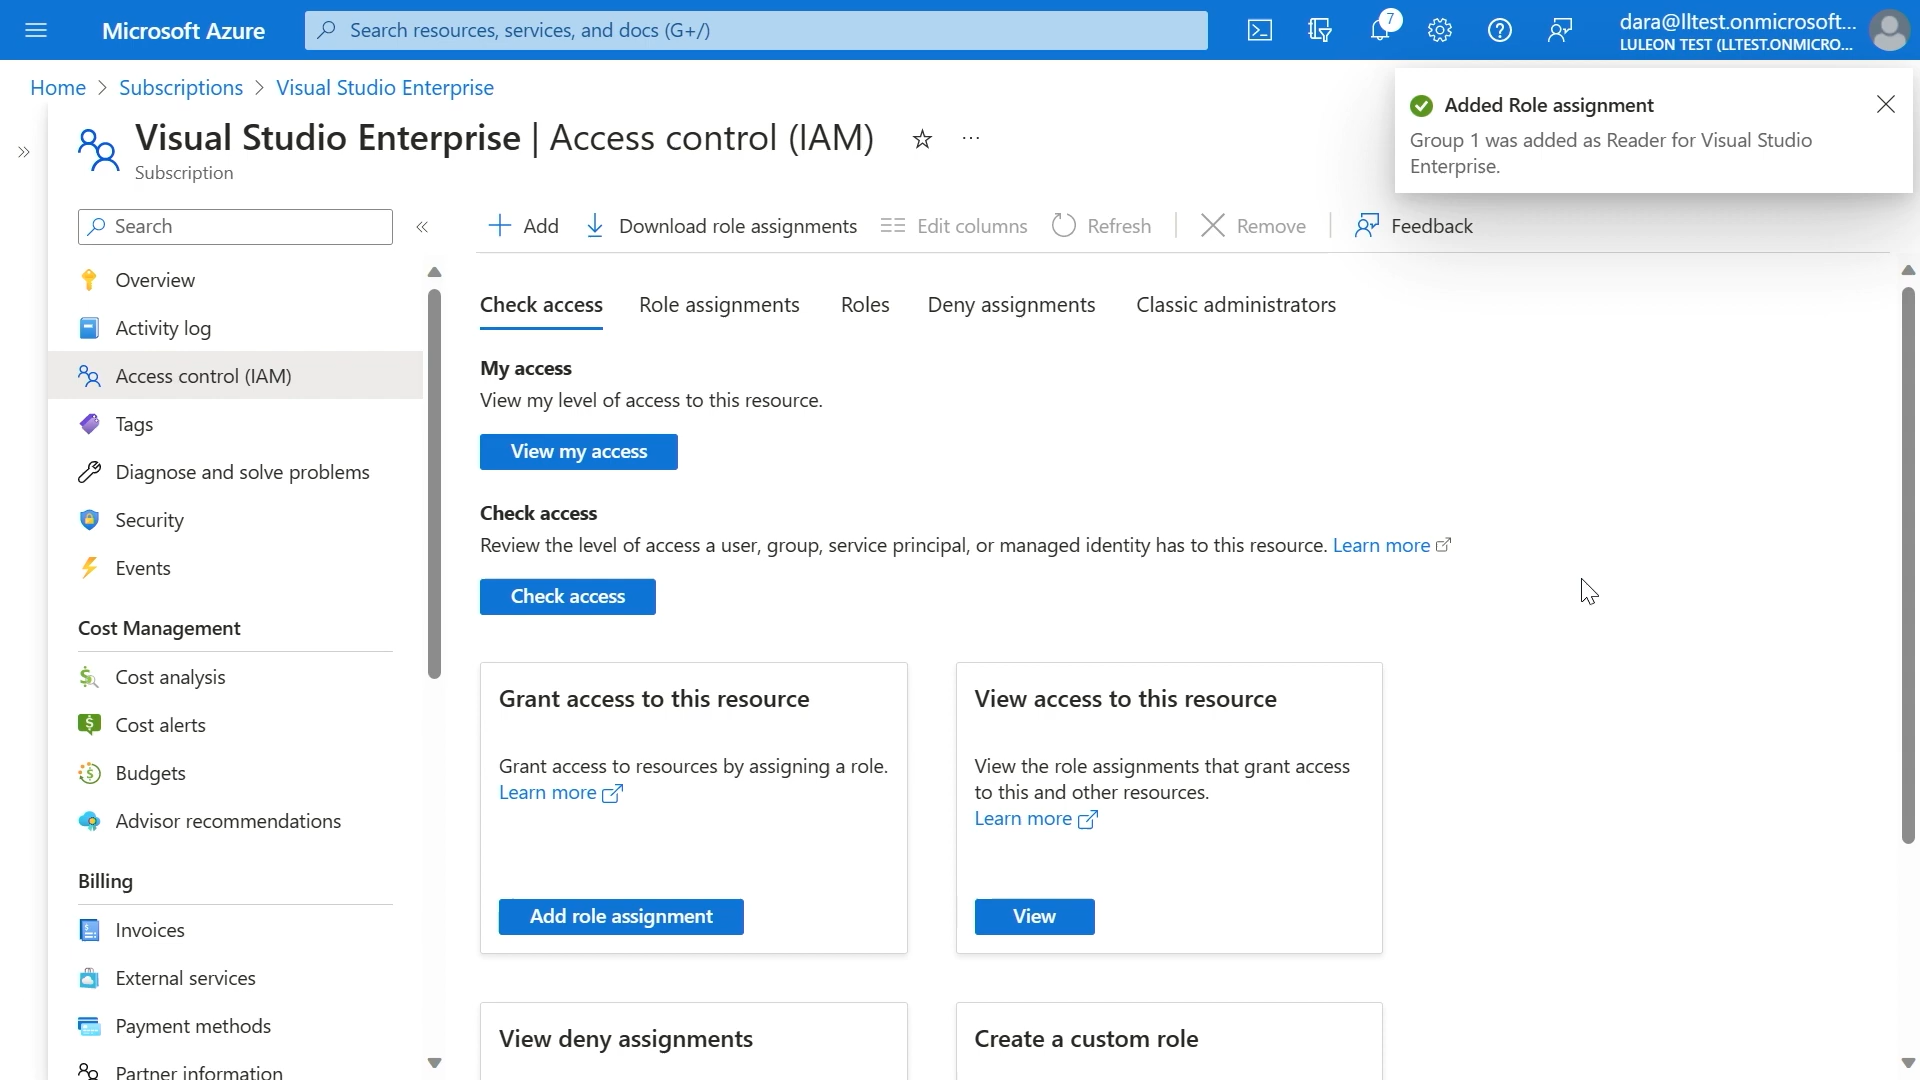 Microsoft Azure
Search resources, services, and docs (G+/)
7
dara@lltest.onmicrosoft...
LULEON TEST (LLTEST.ONMICRO...
Home > Subscriptions > Visual Studio Enterprise
Visual Studio Enterprise | Access control (IAM)
Subscription
Added Role assignment
Group 1 was added as Reader for Visual Studio
Enterprise.
Search
Add
Download role assignments
Edit columns
Refresh
Remove
Feedback
Overview
Activity log
Access control (IAM)
Tags
Diagnose and solve problems
Security
Events
Cost Management
Cost analysis
Cost alerts
Budgets
Advisor recommendations
Billing
Invoices
External services
Payment methods
Partner information
Check access
Role assignments
Roles
Deny assignments
Classic administrators
My access
View my level of access to this resource.
View my access
Check access
Review the level of access a user, group, service principal, or managed identity has to this resource. Learn more
Check access
Grant access to this resource
Grant access to resources by assigning a role.
Learn more
Add role assignment
View access to this resource
View the role assignments that grant access
to this and other resources.
Learn more
View
View deny assignments
Create a custom role